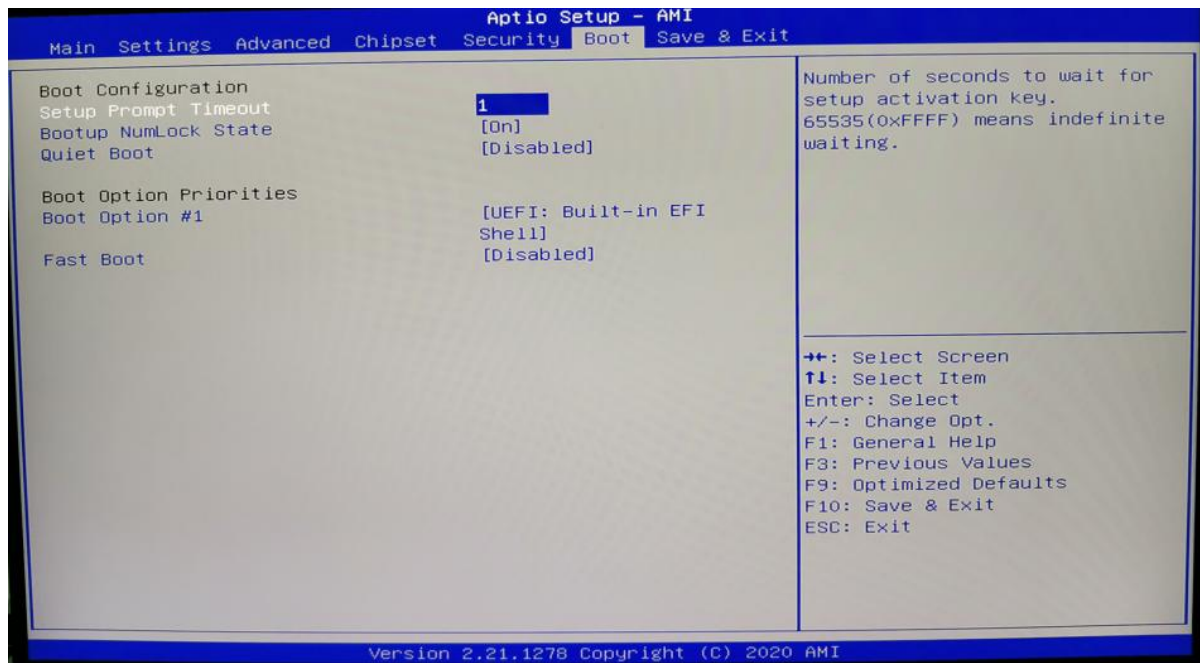 Aptio Setup – AMI
Main Settings Advanced Chipset Security Boot Save & Exit
Boot Configuration
Setup Prompt Timeout 1
Bootup NumLock State [On]
Quiet Boot [Disabled]
Boot Option Priorities
Boot Option #1 [UEFI: Built-in EFI
Shell]
Fast Boot [Disabled]
Number of seconds to wait for
setup activation key.
65535(0xFFFF) means indefinite
waiting.
→←: Select Screen
↑↓: Select Item
Enter: Select
+/-: Change Opt.
F1: General Help
F3: Previous Values
F9: Optimized Defaults
F10: Save & Exit
ESC: Exit
Version 2.21.1278 Copyright (C) 2020 AMI